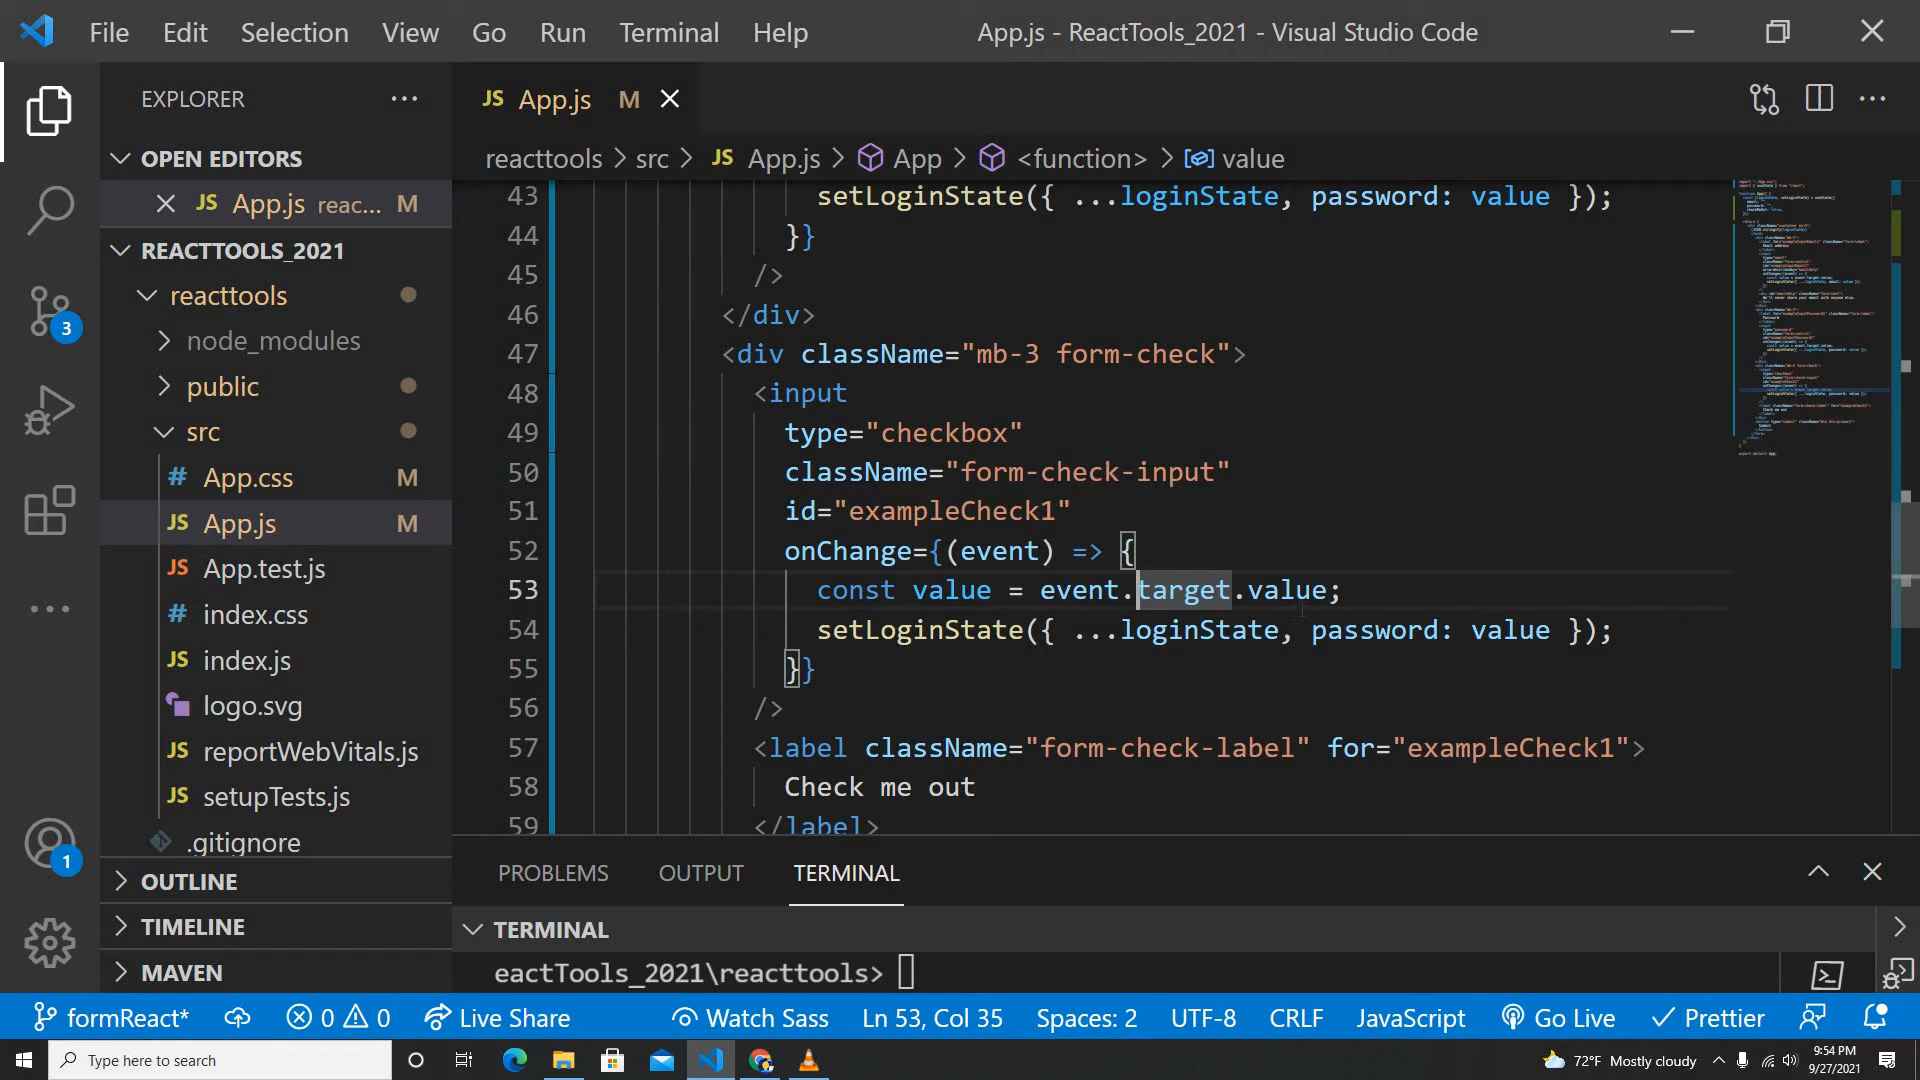 File Edit Selection View Go Run Terminal Help App.js - ReactTools_2021 - Visual Studio Code
EXPLORER
JS App.js M
OPEN EDITORS
JS App.js reac... M
REACTTOOLS_2021
reacttools
node_modules
public
src
# App.css M
JS App.js M
JS App.test.js
# index.css
JS index.js
logo.svg
JS reportWebVitals.js
JS setupTests.js
.gitignore
OUTLINE
TIMELINE
MAVEN
3
1
reacttools > src > JS App.js > App > <function> > value
43 setLoginState({ ...loginState, password: value });
44 }}
45 />
46 </div>
47 <div className="mb-3 form-check">
48 <input
49 type="checkbox"
50 className="form-check-input"
51 id="exampleCheck1"
52 onChange={(event) => {
53 const value = event.target.value;
54 setLoginState({ ...loginState, password: value });
55 }}
56 />
57 <label className="form-check-label" for="exampleCheck1">
58 Check me out
59 </label>
PROBLEMS OUTPUT TERMINAL
TERMINAL
eactTools_2021\reacttools>
formReact* 0 0 Live Share Watch Sass Ln 53, Col 35 Spaces: 2 UTF-8 CRLF JavaScript Go Live Prettier
Type here to search
72°F Mostly cloudy
9:54 PM
9/27/2021